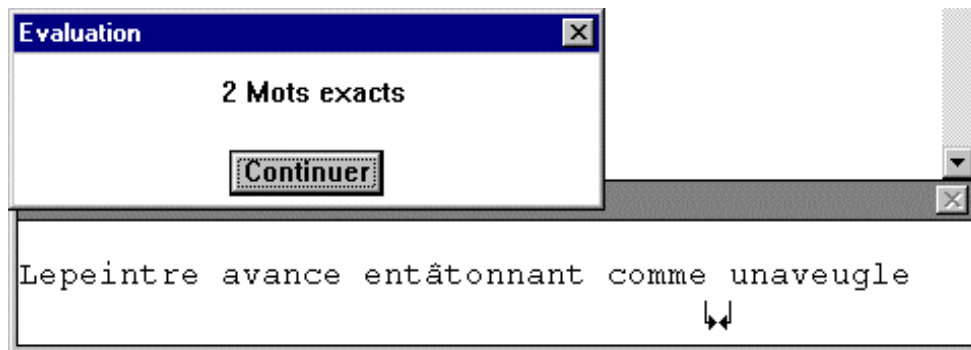 Evaluation
2 Mots exacts
Continuer
Lepeintre avance entâtonnant comme unaveugle